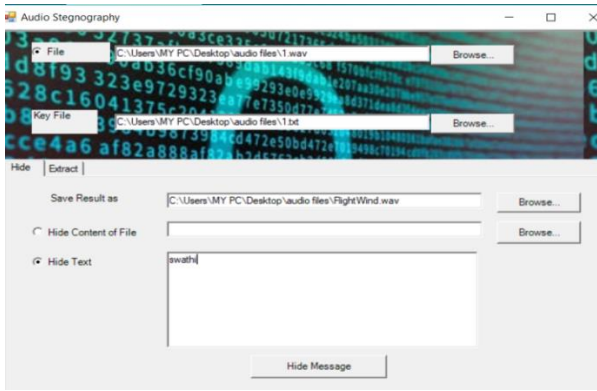 Audio Stegnography
File C:\Users\MY PC\Desktop\audio files\1.wav Browse...
Key File C:\Users\MY PC\Desktop\audio files\1.txt Browse...
Hide Extract
Save Result as C:\Users\MY PC\Desktop\audio files\FlightWind.wav Browse...
Hide Content of File Browse...
Hide Text swathi
Hide Message